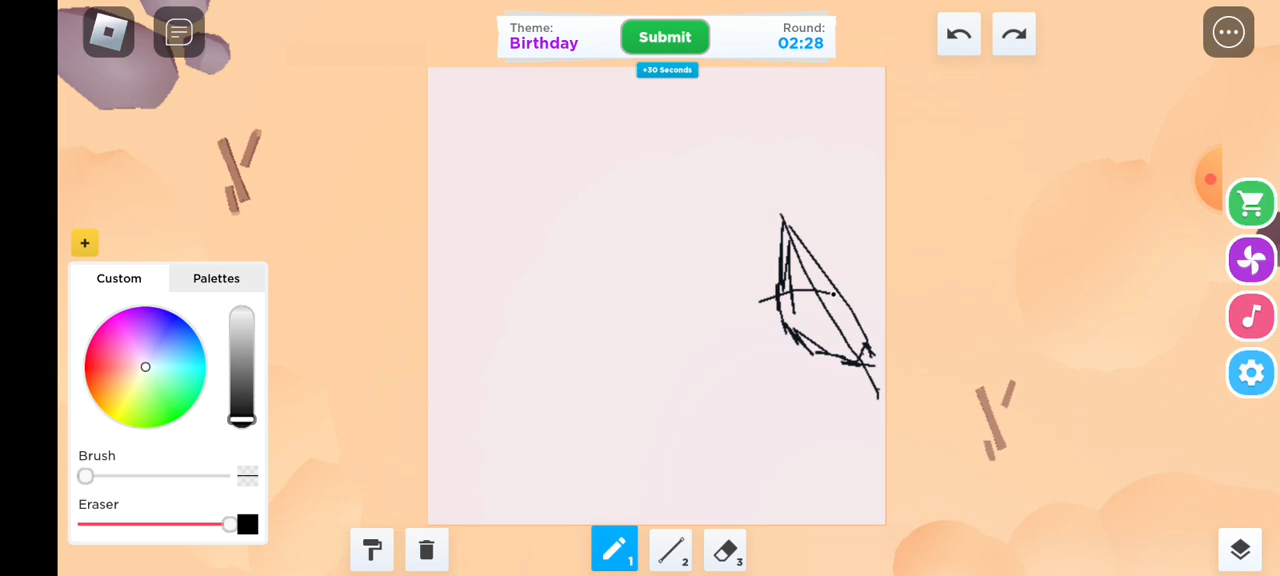 Theme:
Birthday
Submit
Round:
02:28
+30 Seconds
+
Custom
Palettes
Brush
Eraser
1
2
3